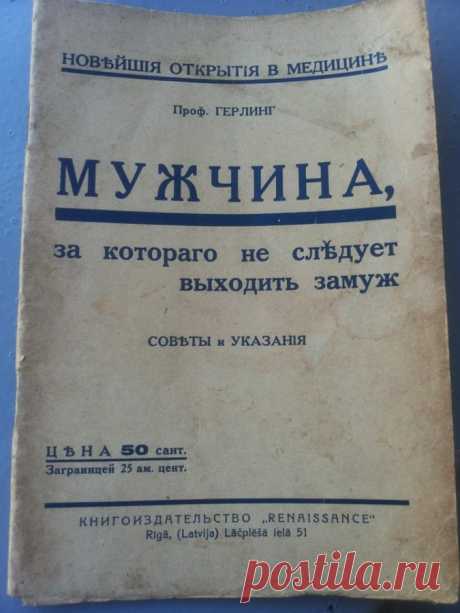 НОВѢЙШІЯ ОТКРЫТІЯ В МЕДИЦИНѢ
Проф. ГЕРЛИНГ
МУЖЧИНА,
за котораго не слѣдует
выходить замуж
СОВѢТЫ и УКАЗАНІЯ
ЦѢНА 50 сант.
Заграницей 25 ам. цент.
КНИГОИЗДАТЕЛЬСТВО „RENAISSANCE"
Rīgā, (Latvija) Lāčplēša ielā 51
postila.ru